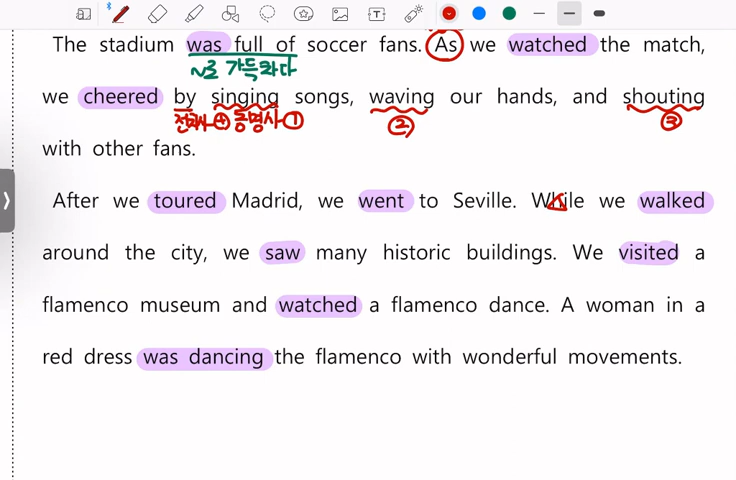 The stadium was full of soccer fans. As we watched the match,
~로 가득차다
we cheered by singing songs, waving our hands, and shouting
전치사 + 동명사 ① ② ③
with other fans.
After we toured Madrid, we went to Seville. While we walked
around the city, we saw many historic buildings. We visited a
flamenco museum and watched a flamenco dance. A woman in a
red dress was dancing the flamenco with wonderful movements.